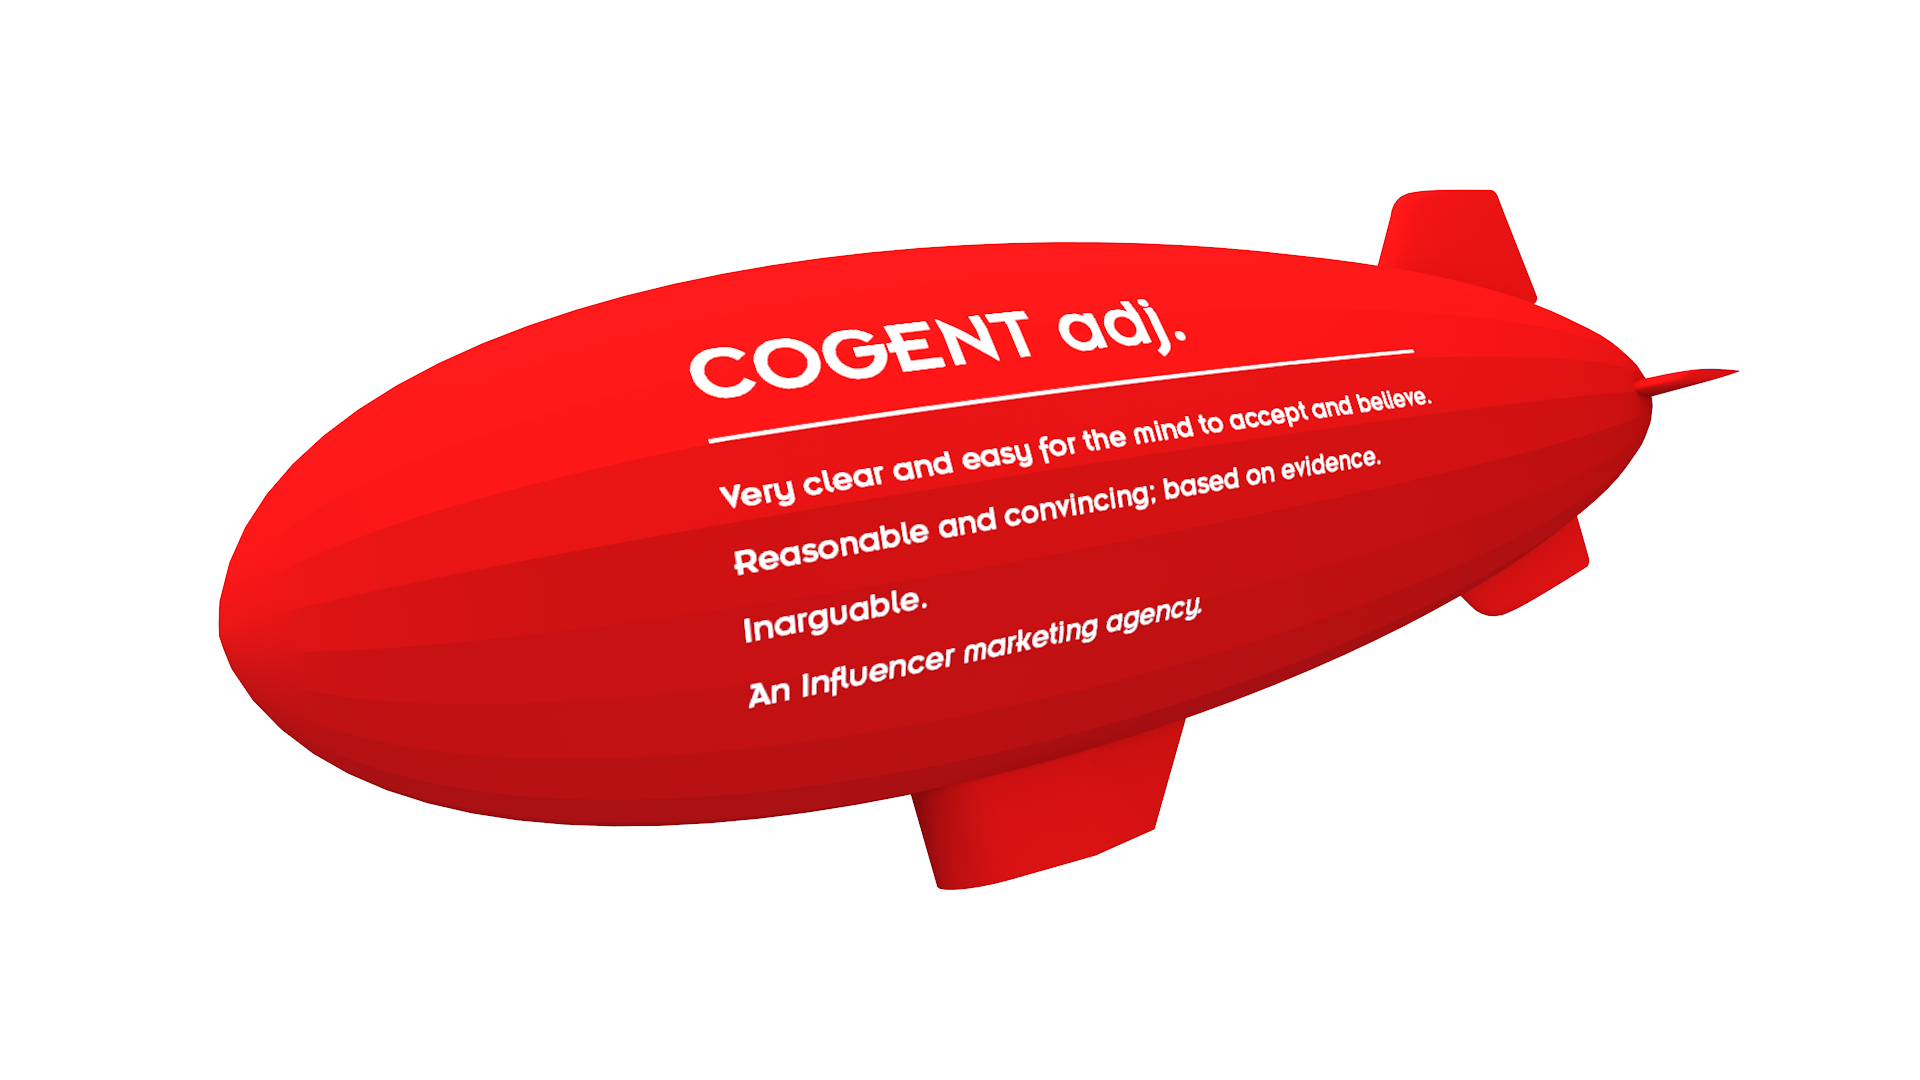 COGENT adj.
Very clear and easy for the mind to accept and believe.
Reasonable and convincing; based on evidence.
Inarguable.
An Influencer marketing agency.